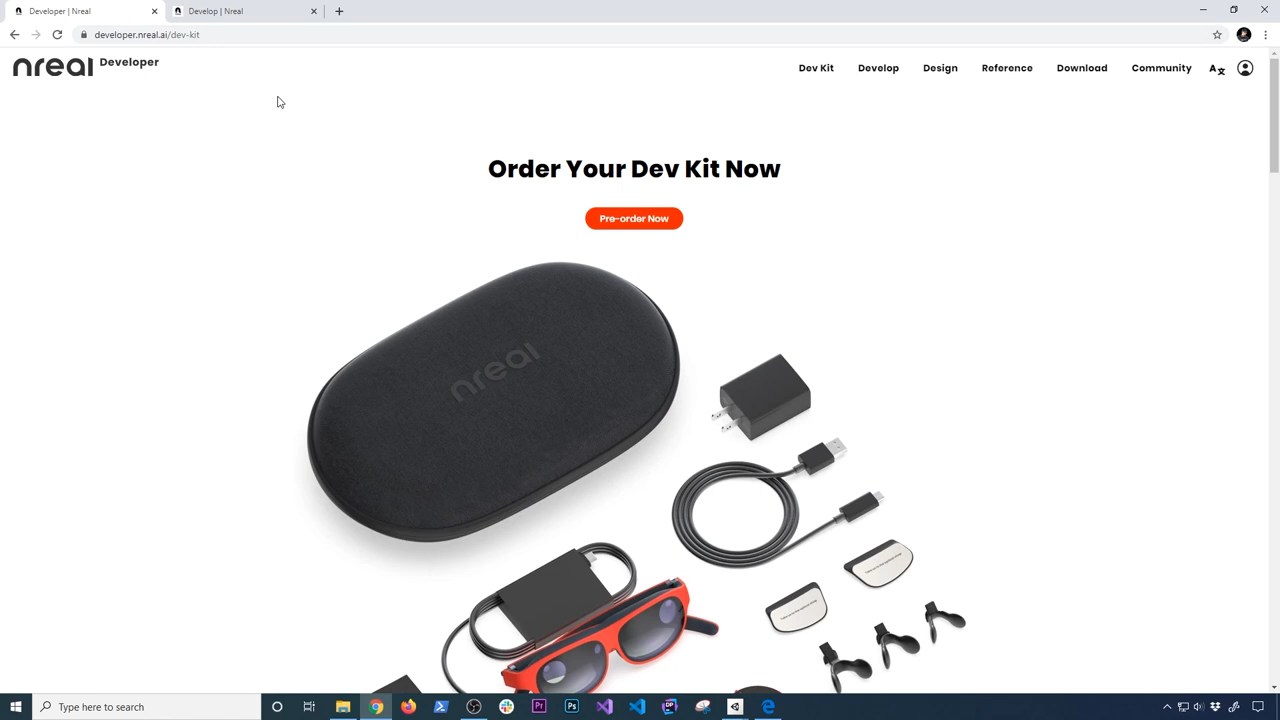 Developer | Nreal
Develop | Nreal
developer.nreal.ai/dev-kit
nreal Developer
Dev Kit
Develop
Design
Reference
Download
Community
Order Your Dev Kit Now
Pre-order Now
nreal
Type here to search